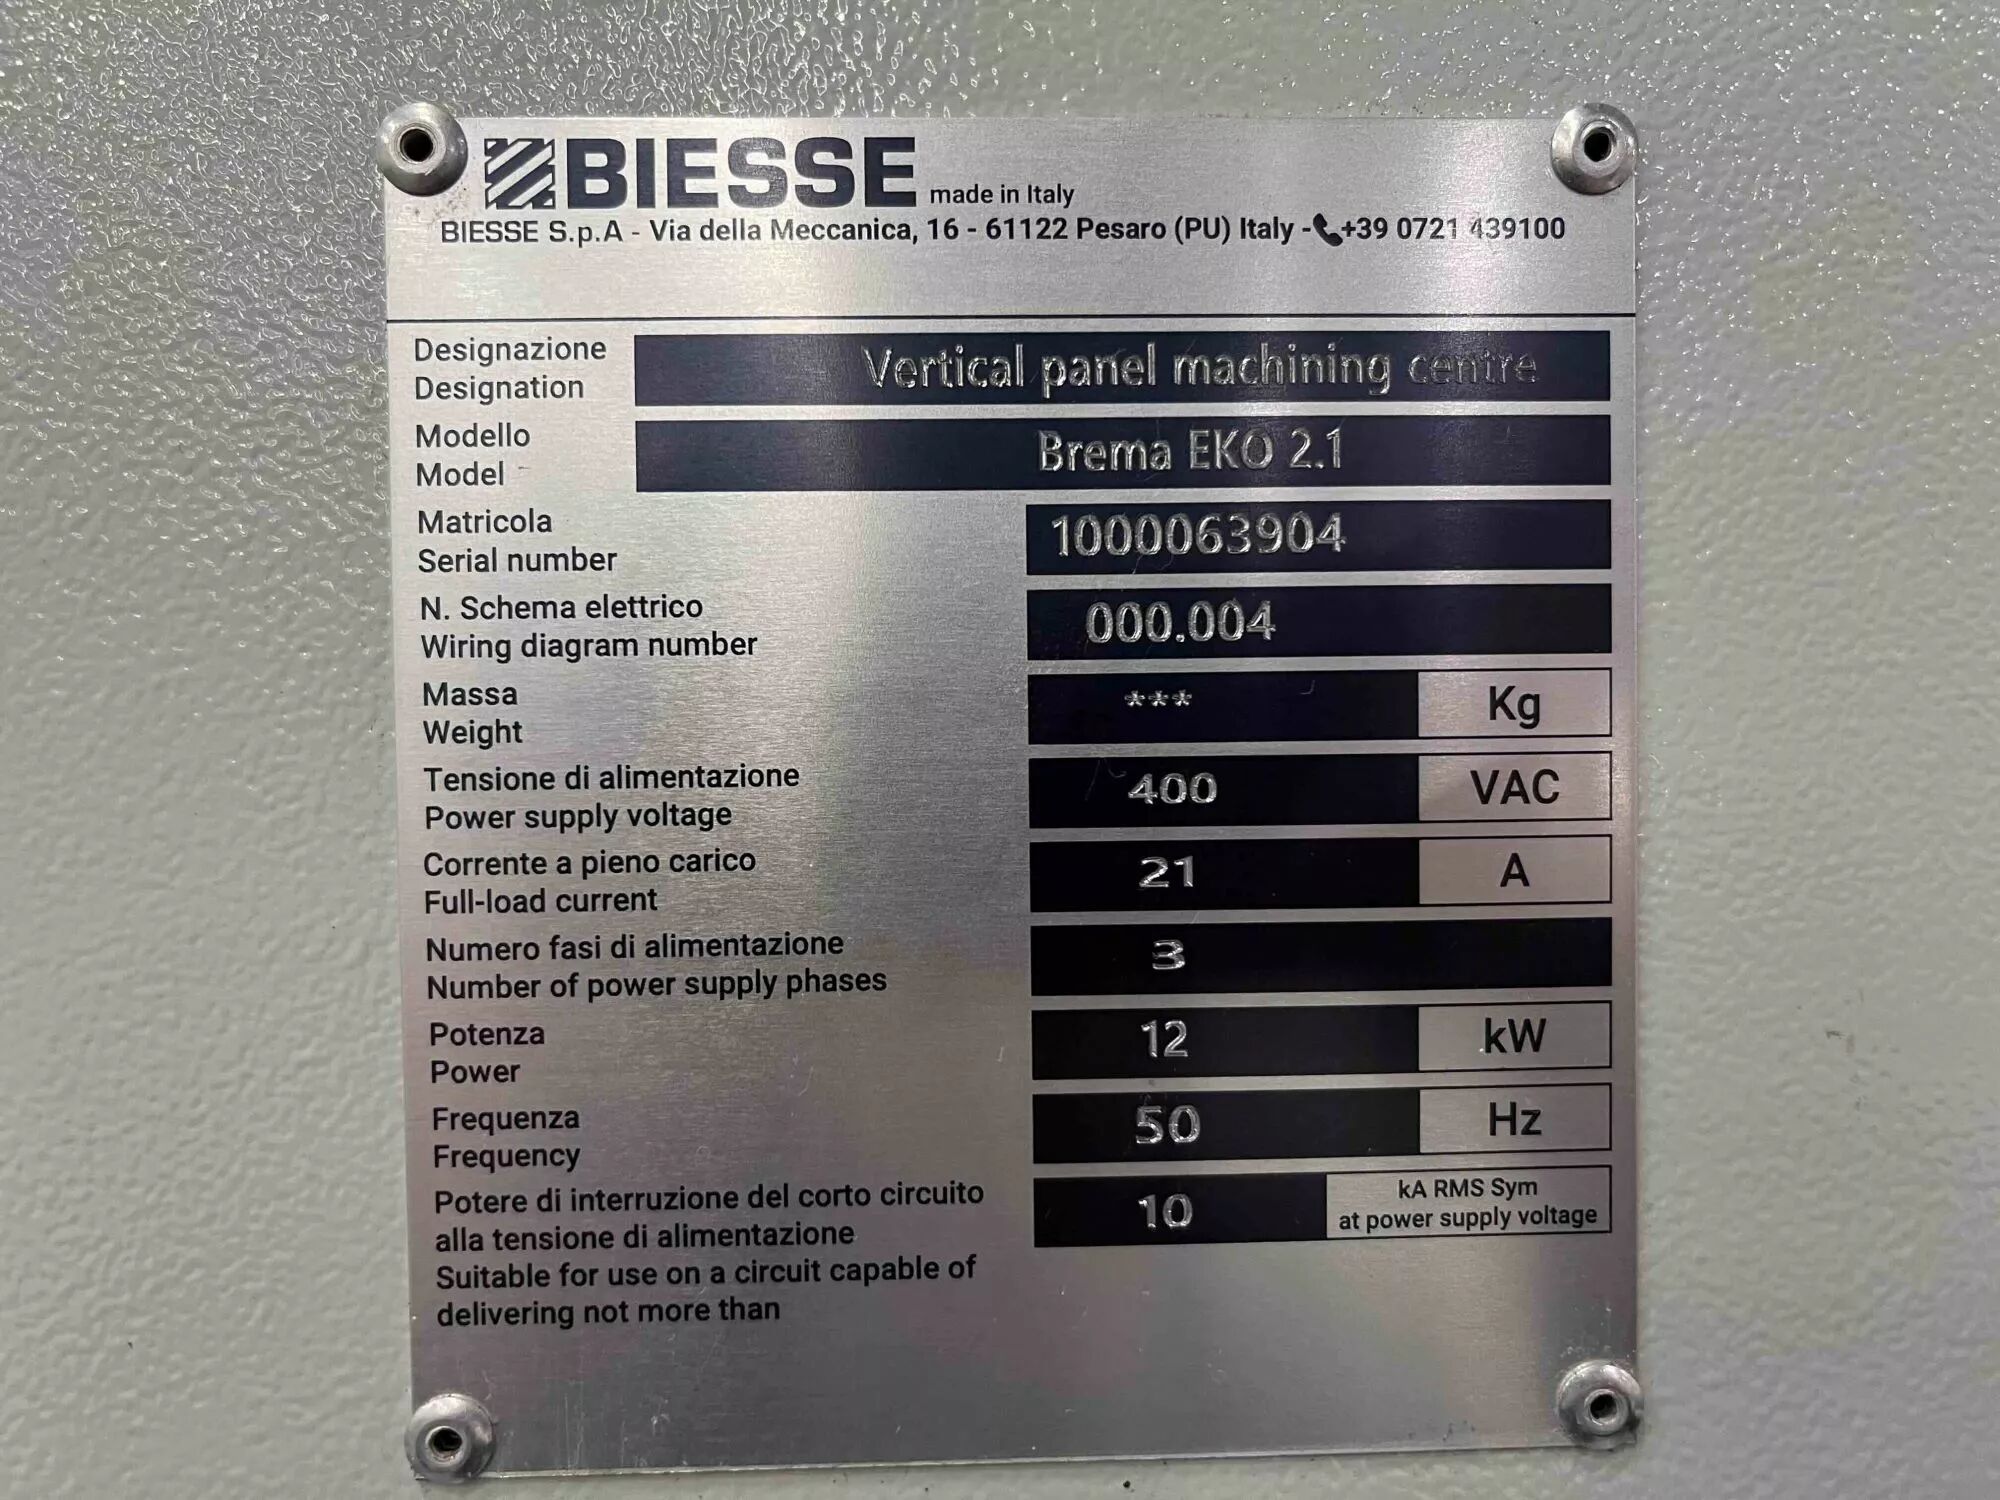 BIESSE made in Italy
BIESSE S.p.A - Via della Meccanica, 16 - 61122 Pesaro (PU) Italy - +39 0721 439100
Designazione
Designation
Vertical panel machining centre
Modello
Model
Brema EKO 2.1
Matricola
Serial number
1000063904
N. Schema elettrico
Wiring diagram number
000.004
Massa
Weight
*** Kg
Tensione di alimentazione
Power supply voltage
400 VAC
Corrente a pieno carico
Full-load current
21 A
Numero fasi di alimentazione
Number of power supply phases
3
Potenza
Power
12 kW
Frequenza
Frequency
50 Hz
Potere di interruzione del corto circuito
alla tensione di alimentazione
Suitable for use on a circuit capable of
delivering not more than
10
kA RMS Sym
at power supply voltage